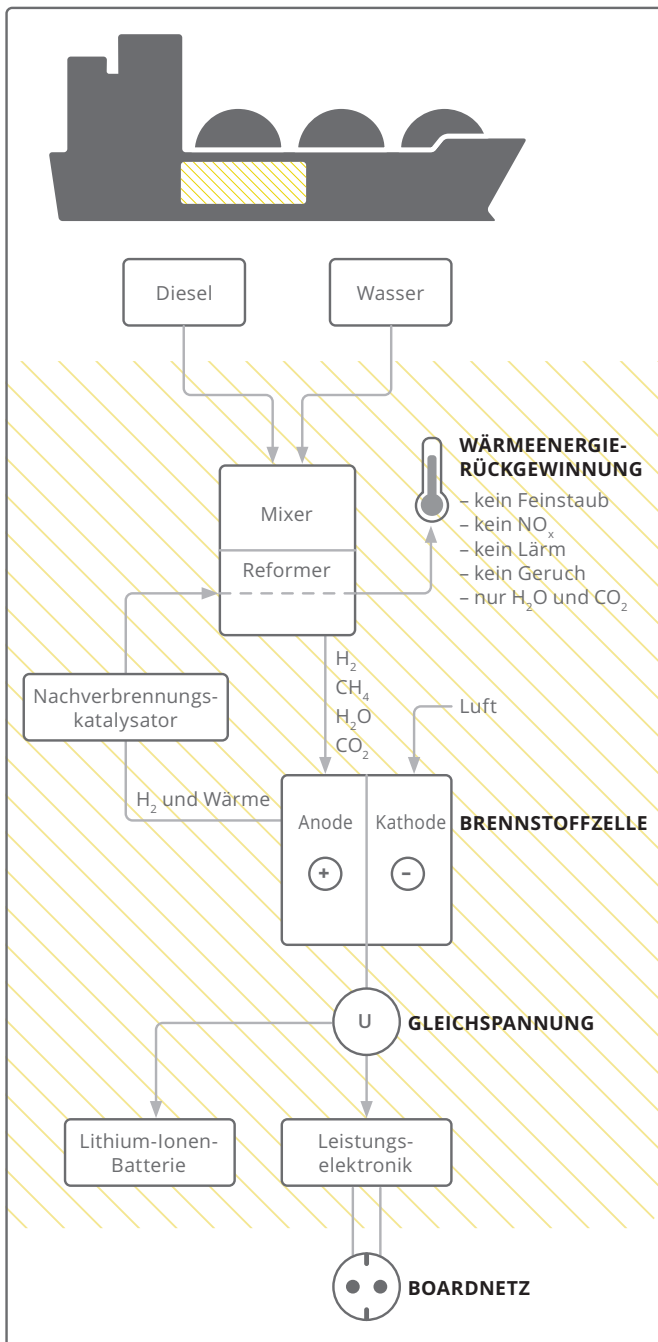 Diesel
Wasser
Mixer
Reformer
WÄRMEENERGIE-
RÜCKGEWINNUNG
– kein Feinstaub
– kein NOₓ
– kein Lärm
– kein Geruch
– nur H₂O und CO₂
H₂
CH₄
H₂O
CO₂
Nachverbrennungs-
katalysator
Luft
H₂ und Wärme
Anode
Kathode
BRENNSTOFFZELLE
+
−
U
GLEICHSPANNUNG
Lithium-Ionen-
Batterie
Leistungs-
elektronik
BOARDNETZ